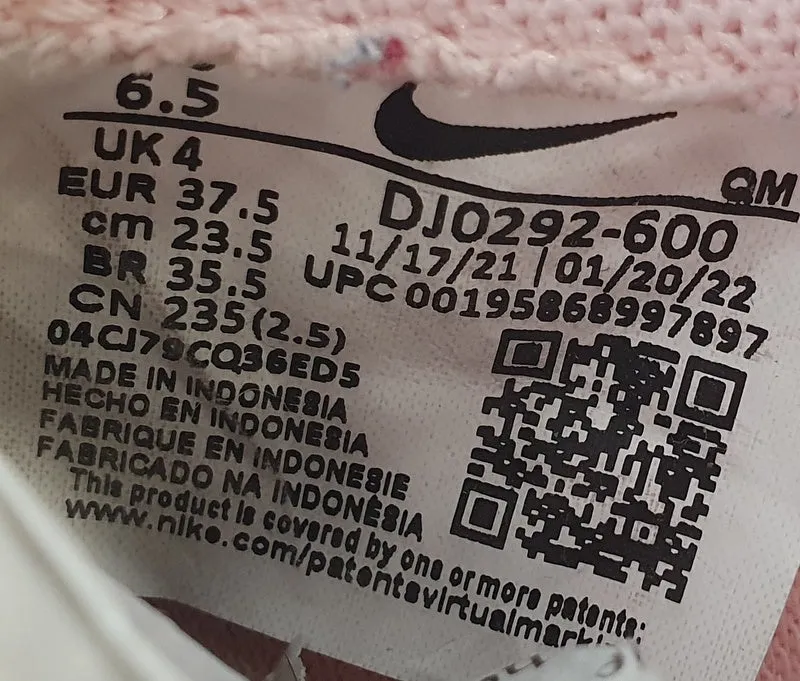 6.5
UK 4
EUR 37.5
cm 23.5
BR 35.5
CN 235(2.5)
04CJ79CQ36ED5
QM
DJ0292-600
11/17/21 | 01/20/22
UPC 00195868997897
MADE IN INDONESIA
HECHO EN INDONESIA
FABRIQUE EN INDONESIE
FABRICADO NA INDONÉSIA
This product is covered by one or more patents:
www.nike.com/patentsvirtualmarki